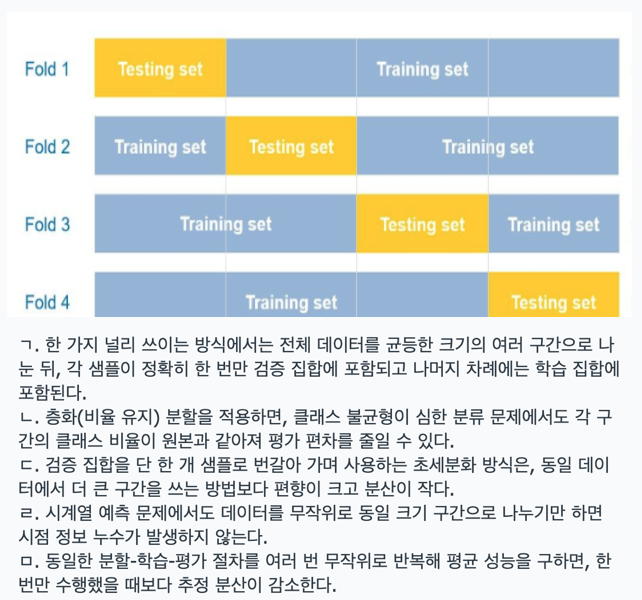 Fold 1 Testing set Training set
Fold 2 Training set Testing set Training set
Fold 3 Training set Testing set Training set
Fold 4 Training set Testing set
ㄱ. 한 가지 널리 쓰이는 방식에서는 전체 데이터를 균등한 크기의 여러 구간으로 나
눈 뒤, 각 샘플이 정확히 한 번만 검증 집합에 포함되고 나머지 차례에는 학습 집합에
포함된다.
ㄴ. 층화(비율 유지) 분할을 적용하면, 클래스 불균형이 심한 분류 문제에서도 각 구
간의 클래스 비율이 원본과 같아져 평가 편차를 줄일 수 있다.
ㄷ. 검증 집합을 단 한 개 샘플로 번갈아 가며 사용하는 초세분화 방식은, 동일 데이
터에서 더 큰 구간을 쓰는 방법보다 편향이 크고 분산이 작다.
ㄹ. 시계열 예측 문제에서도 데이터를 무작위로 동일 크기 구간으로 나누기만 하면
시점 정보 누수가 발생하지 않는다.
ㅁ. 동일한 분할-학습-평가 절차를 여러 번 무작위로 반복해 평균 성능을 구하면, 한
번만 수행했을 때보다 추정 분산이 감소한다.